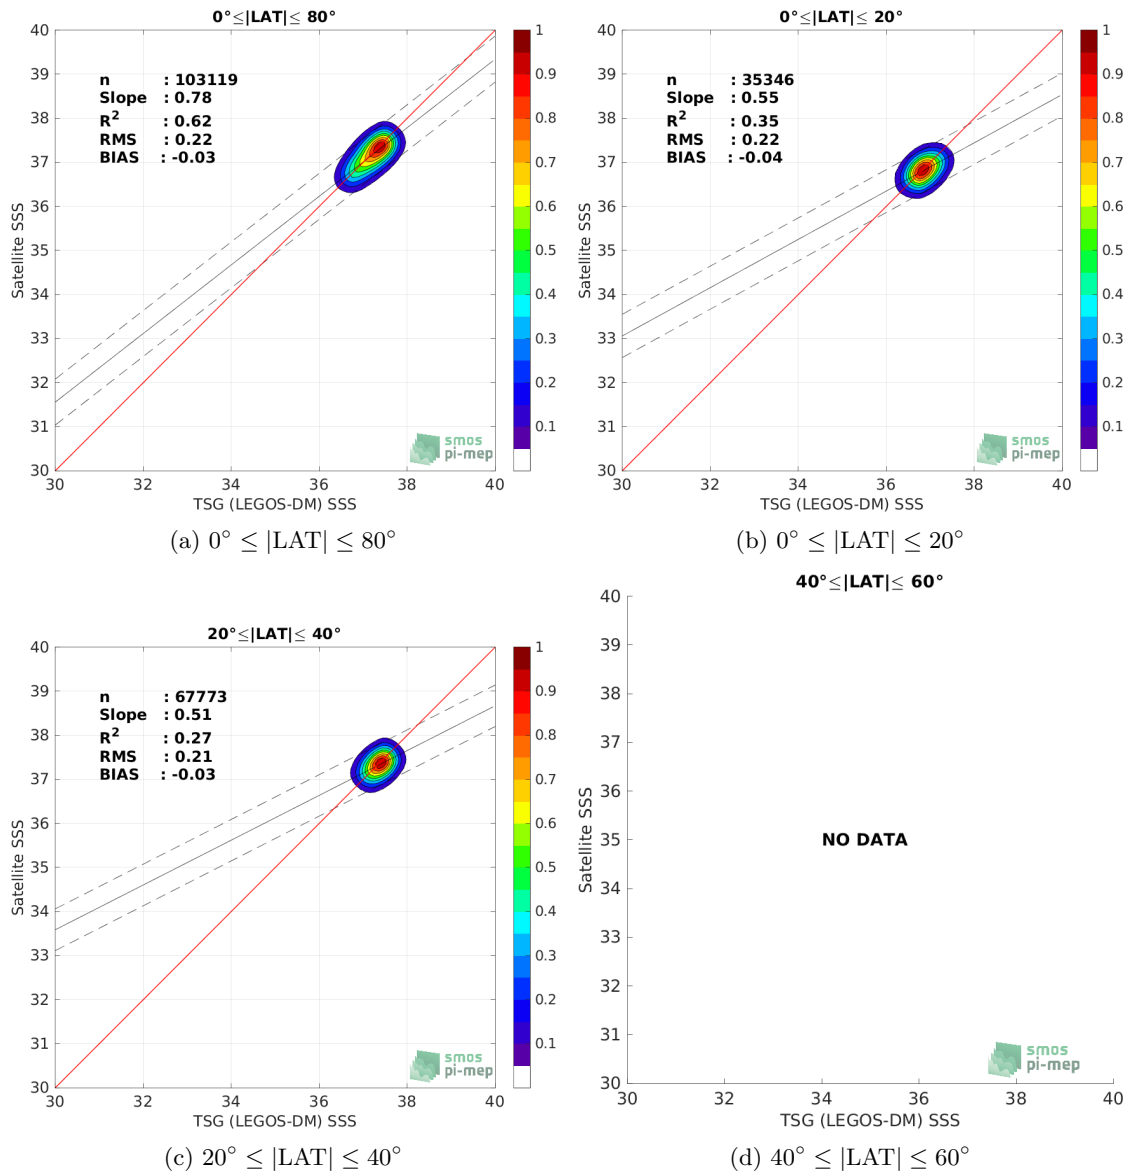 0°≤|LAT|≤ 80°
n : 103119
Slope : 0.78
R² : 0.62
RMS : 0.22
BIAS : -0.03
Satellite SSS
40
39
38
37
36
35
34
33
32
31
30
30 32 34 36 38 40
TSG (LEGOS-DM) SSS
1
0.9
0.8
0.7
0.6
0.5
0.4
0.3
0.2
0.1
smos
pi-mep
(a) 0° ≤ |LAT| ≤ 80°
0°≤|LAT|≤ 20°
n : 35346
Slope : 0.55
R² : 0.35
RMS : 0.22
BIAS : -0.04
Satellite SSS
40
39
38
37
36
35
34
33
32
31
30
30 32 34 36 38 40
TSG (LEGOS-DM) SSS
1
0.9
0.8
0.7
0.6
0.5
0.4
0.3
0.2
0.1
smos
pi-mep
(b) 0° ≤ |LAT| ≤ 20°
20°≤|LAT|≤ 40°
n : 67773
Slope : 0.51
R² : 0.27
RMS : 0.21
BIAS : -0.03
Satellite SSS
40
39
38
37
36
35
34
33
32
31
30
30 32 34 36 38 40
TSG (LEGOS-DM) SSS
1
0.9
0.8
0.7
0.6
0.5
0.4
0.3
0.2
0.1
smos
pi-mep
(c) 20° ≤ |LAT| ≤ 40°
40°≤|LAT|≤ 60°
NO DATA
Satellite SSS
40
39
38
37
36
35
34
33
32
31
30
30 32 34 36 38 40
TSG (LEGOS-DM) SSS
smos
pi-mep
(d) 40° ≤ |LAT| ≤ 60°